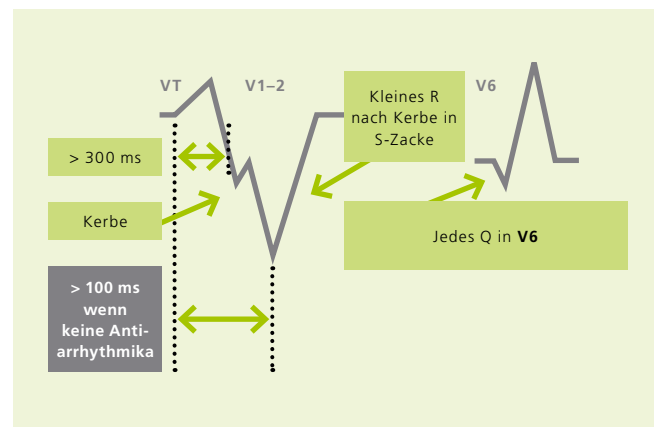 VT
V1–2
V6
Kleines R
nach Kerbe in
S-Zacke
> 300 ms
Kerbe
Jedes Q in V6
> 100 ms
wenn
keine Anti-
arrhythmika